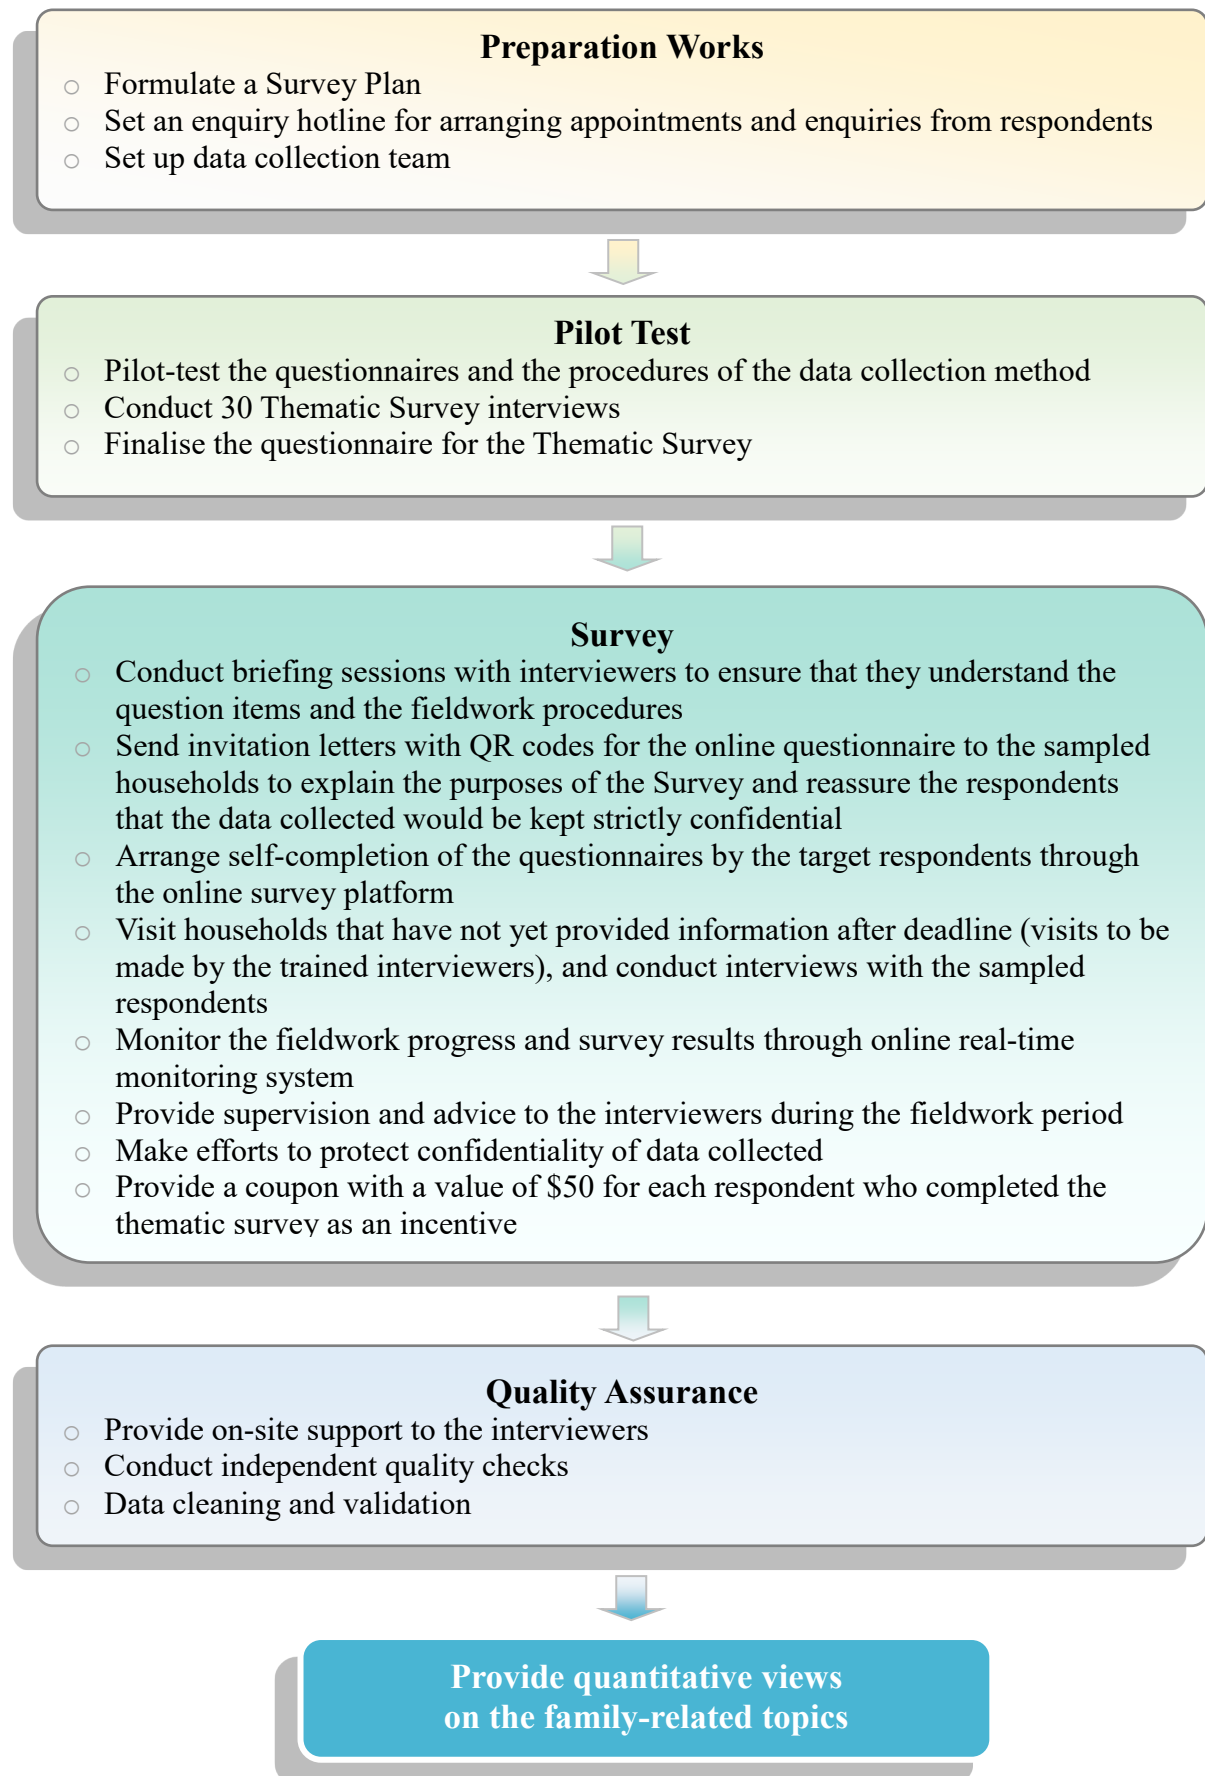 Preparation Works
○ Formulate a Survey Plan
○ Set an enquiry hotline for arranging appointments and enquiries from respondents
○ Set up data collection team
Pilot Test
○ Pilot-test the questionnaires and the procedures of the data collection method
○ Conduct 30 Thematic Survey interviews
○ Finalise the questionnaire for the Thematic Survey
Survey
○ Conduct briefing sessions with interviewers to ensure that they understand the
question items and the fieldwork procedures
○ Send invitation letters with QR codes for the online questionnaire to the sampled
households to explain the purposes of the Survey and reassure the respondents
that the data collected would be kept strictly confidential
○ Arrange self-completion of the questionnaires by the target respondents through
the online survey platform
○ Visit households that have not yet provided information after deadline (visits to be
made by the trained interviewers), and conduct interviews with the sampled
respondents
○ Monitor the fieldwork progress and survey results through online real-time
monitoring system
○ Provide supervision and advice to the interviewers during the fieldwork period
○ Make efforts to protect confidentiality of data collected
○ Provide a coupon with a value of $50 for each respondent who completed the
thematic survey as an incentive
Quality Assurance
○ Provide on-site support to the interviewers
○ Conduct independent quality checks
○ Data cleaning and validation
Provide quantitative views
on the family-related topics